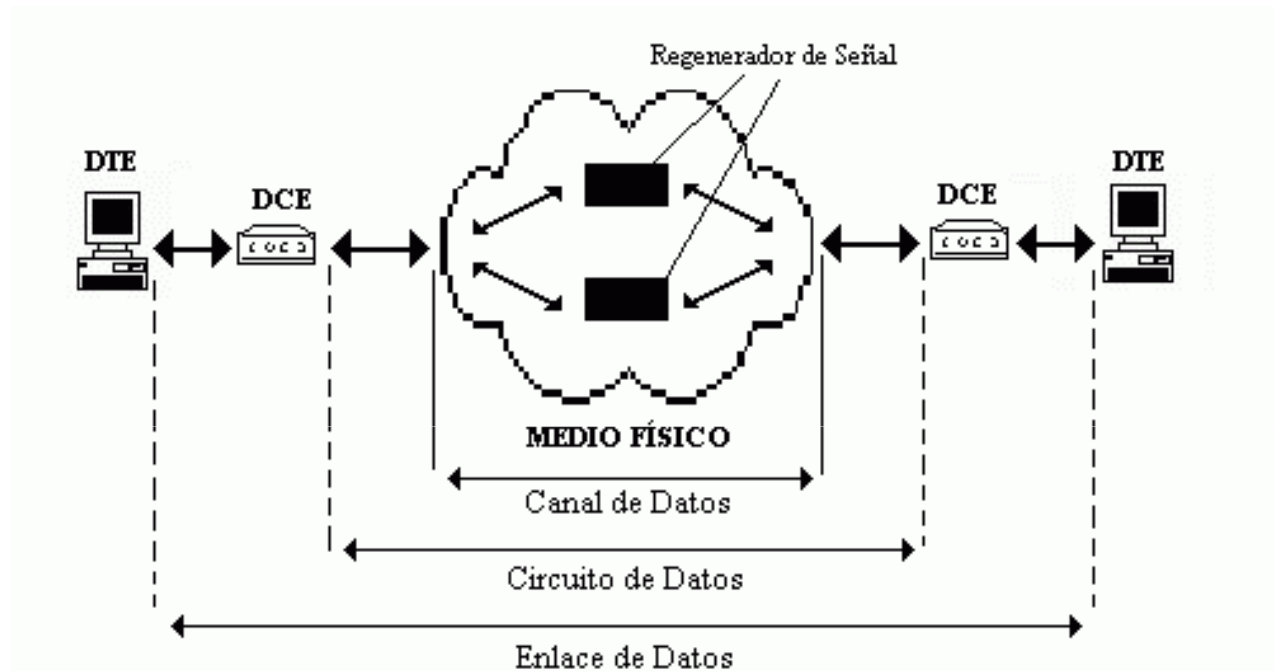 Regenerador de Señal
DTE
DTE
DCE
DCE
MEDIO FÍSICO
Canal de Datos
Circuito de Datos
Enlace de Datos